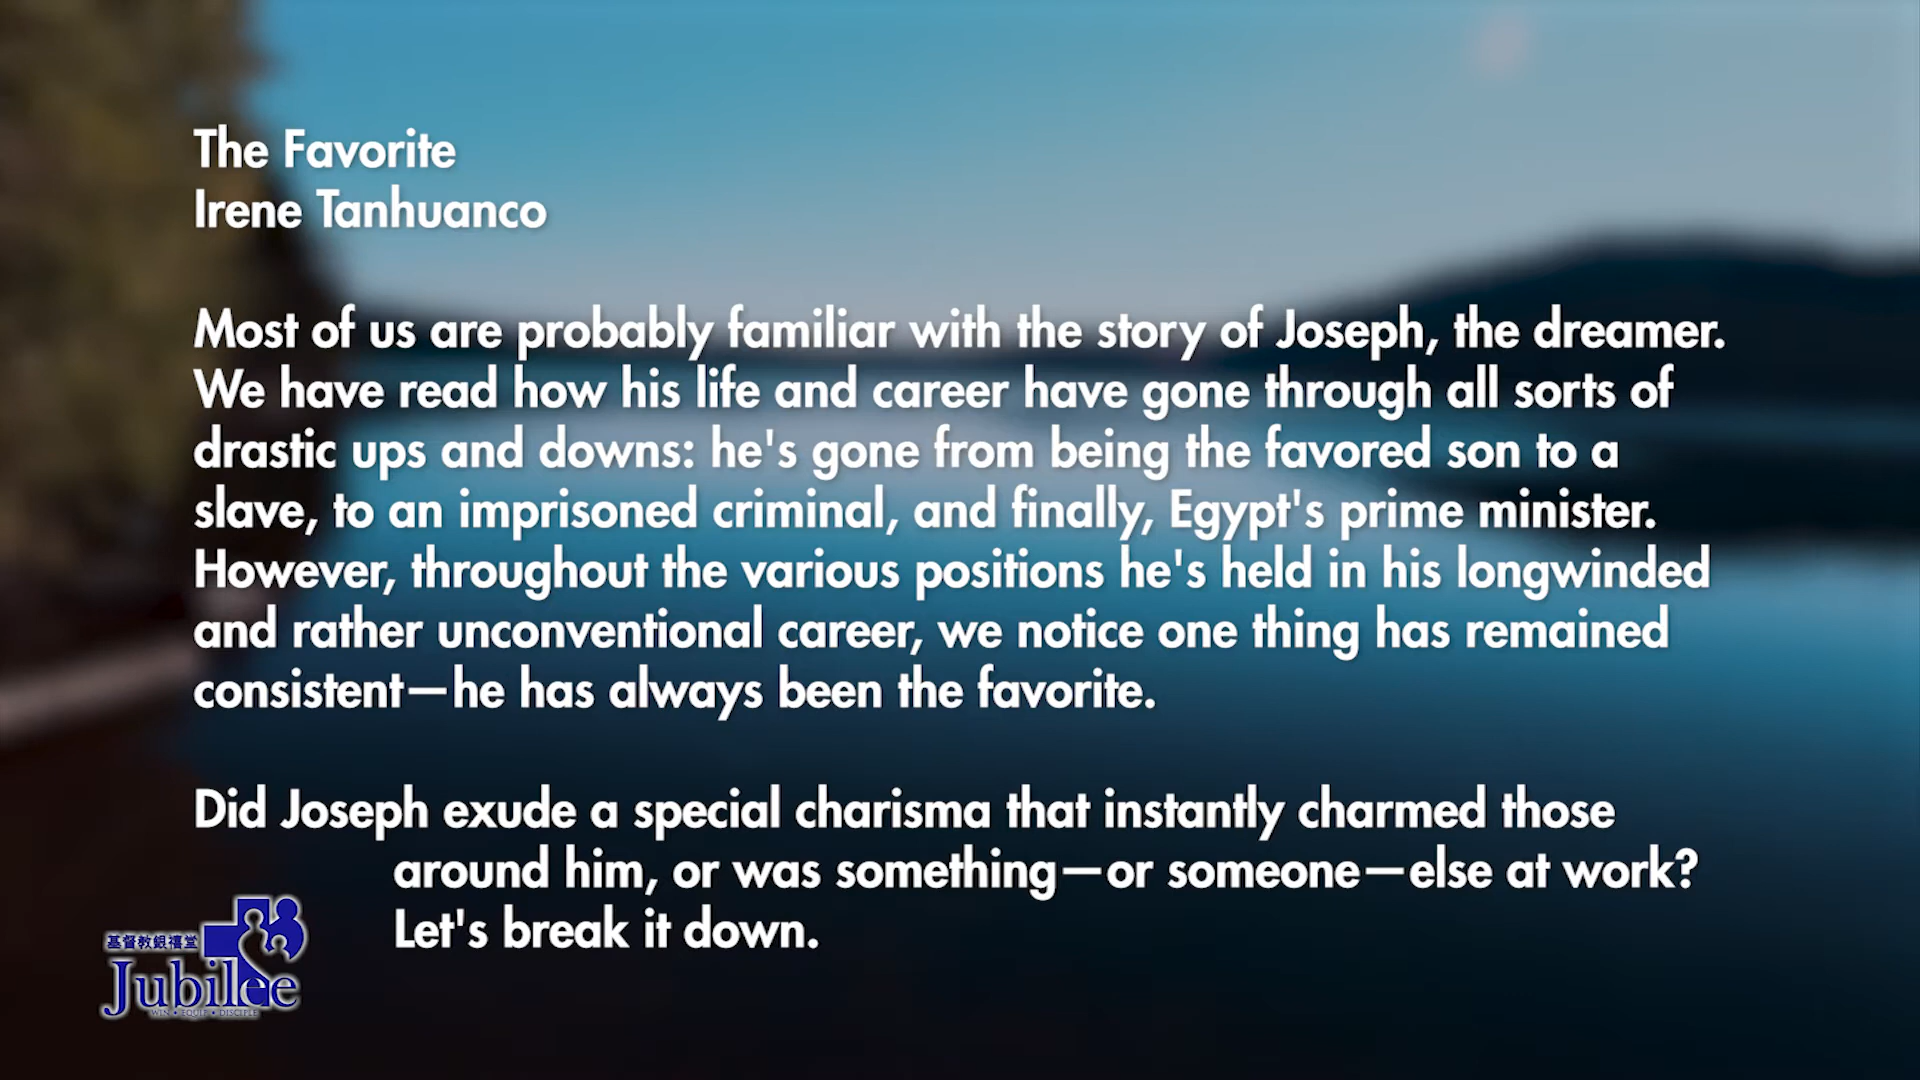 The Favorite
Irene Tanhuanco
Most of us are probably familiar with the story of Joseph, the dreamer.
We have read how his life and career have gone through all sorts of
drastic ups and downs: he's gone from being the favored son to a
slave, to an imprisoned criminal, and finally, Egypt's prime minister.
However, throughout the various positions he's held in his longwinded
and rather unconventional career, we notice one thing has remained
consistent—he has always been the favorite.
Did Joseph exude a special charisma that instantly charmed those
around him, or was something—or someone—else at work?
Let's break it down.
基督教銀禧堂
Jubilee
WIN • EQUIP • DISCIPLE